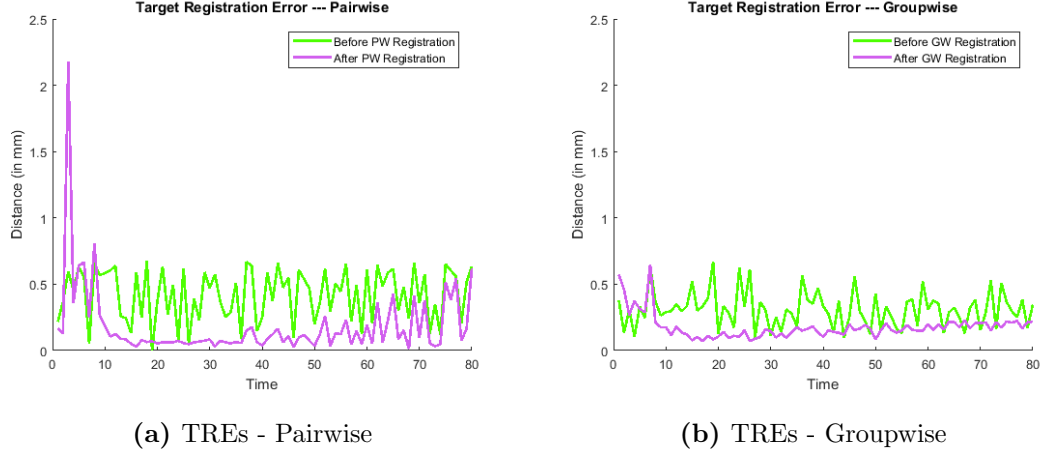 Target Registration Error --- Pairwise
2.5
2
1.5
1
0.5
0
Distance (in mm)
Before PW Registration
After PW Registration
0 10 20 30 40 50 60 70 80
Time
(a) TREs - Pairwise
Target Registration Error --- Groupwise
2.5
2
1.5
1
0.5
0
Distance (in mm)
Before GW Registration
After GW Registration
0 10 20 30 40 50 60 70 80
Time
(b) TREs - Groupwise